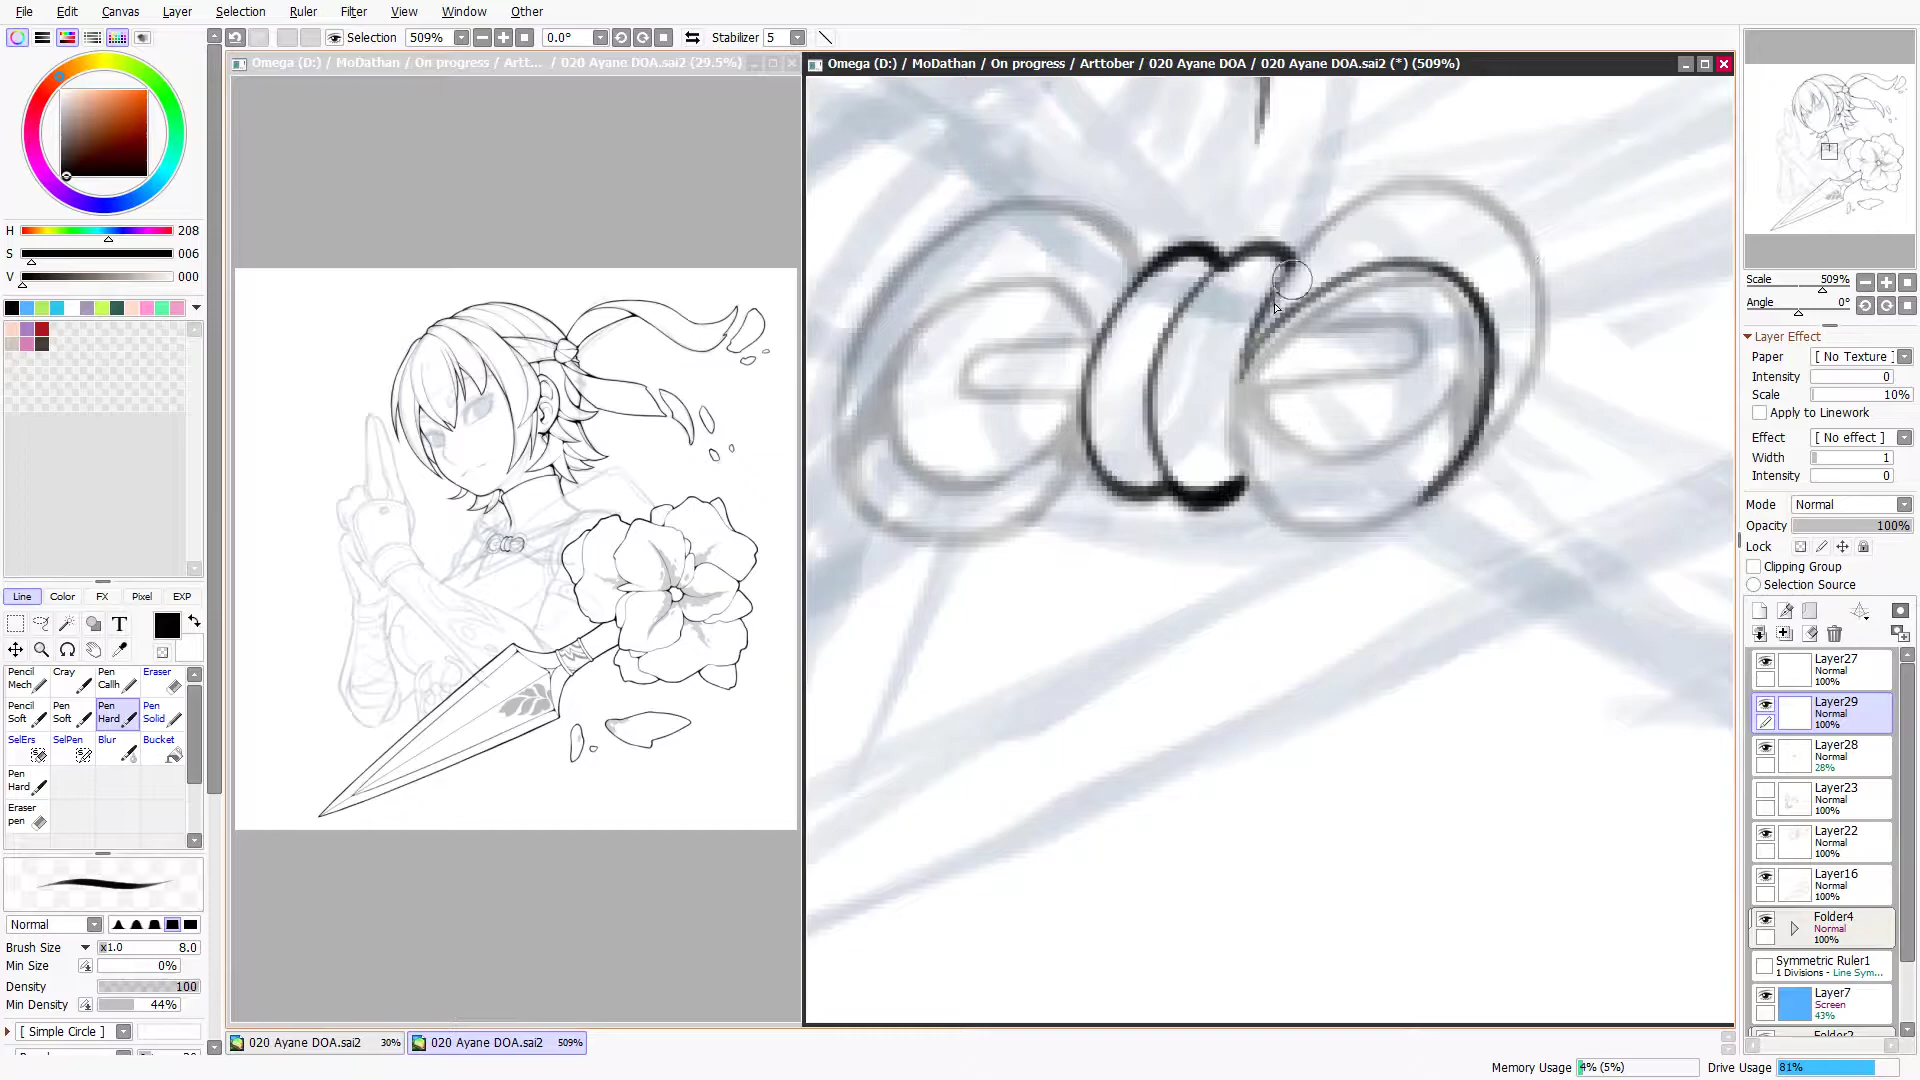 File Edit Canvas Layer Selection Ruler Filter View Window Other
Selection 509% 0.0° Stabilizer 5
Omega (D:) / MoDathan / On progress / Artt... / 020 Ayane DOA.sai2 (29.5%)
Omega (D:) / MoDathan / On progress / Arttober / 020 Ayane DOA / 020 Ayane DOA.sai2 (*) (509%)
H 208
S 006
V 000
Line Color FX Pixel EXP
T
Pencil Mech
Cray
Pen Callh
Eraser
Pencil Soft
Pen Soft
Pen Hard
Pen Solid
SelErs
SelPen
Blur
Bucket
Pen Hard
Eraser pen
Normal
Brush Size x1.0 8.0
Min Size 0%
Density 100
Min Density 44%
[ Simple Circle ]
020 Ayane DOA.sai2 30%
020 Ayane DOA.sai2 509%
Scale 509%
Angle 0°
Layer Effect
Paper [ No Texture ]
Intensity 0
Scale 10%
Apply to Linework
Effect [ No effect ]
Width 1
Intensity 0
Mode Normal
Opacity 100%
Lock
Clipping Group
Selection Source
Layer27
Normal
100%
Layer29
Normal
100%
Layer28
Normal
28%
Layer23
Normal
100%
Layer22
Normal
100%
Layer16
Normal
100%
Folder4
Normal
100%
Symmetric Ruler1
1 Divisions - Line Sym...
Layer7
Screen
43%
Memory Usage 4% (5%) Drive Usage 81%